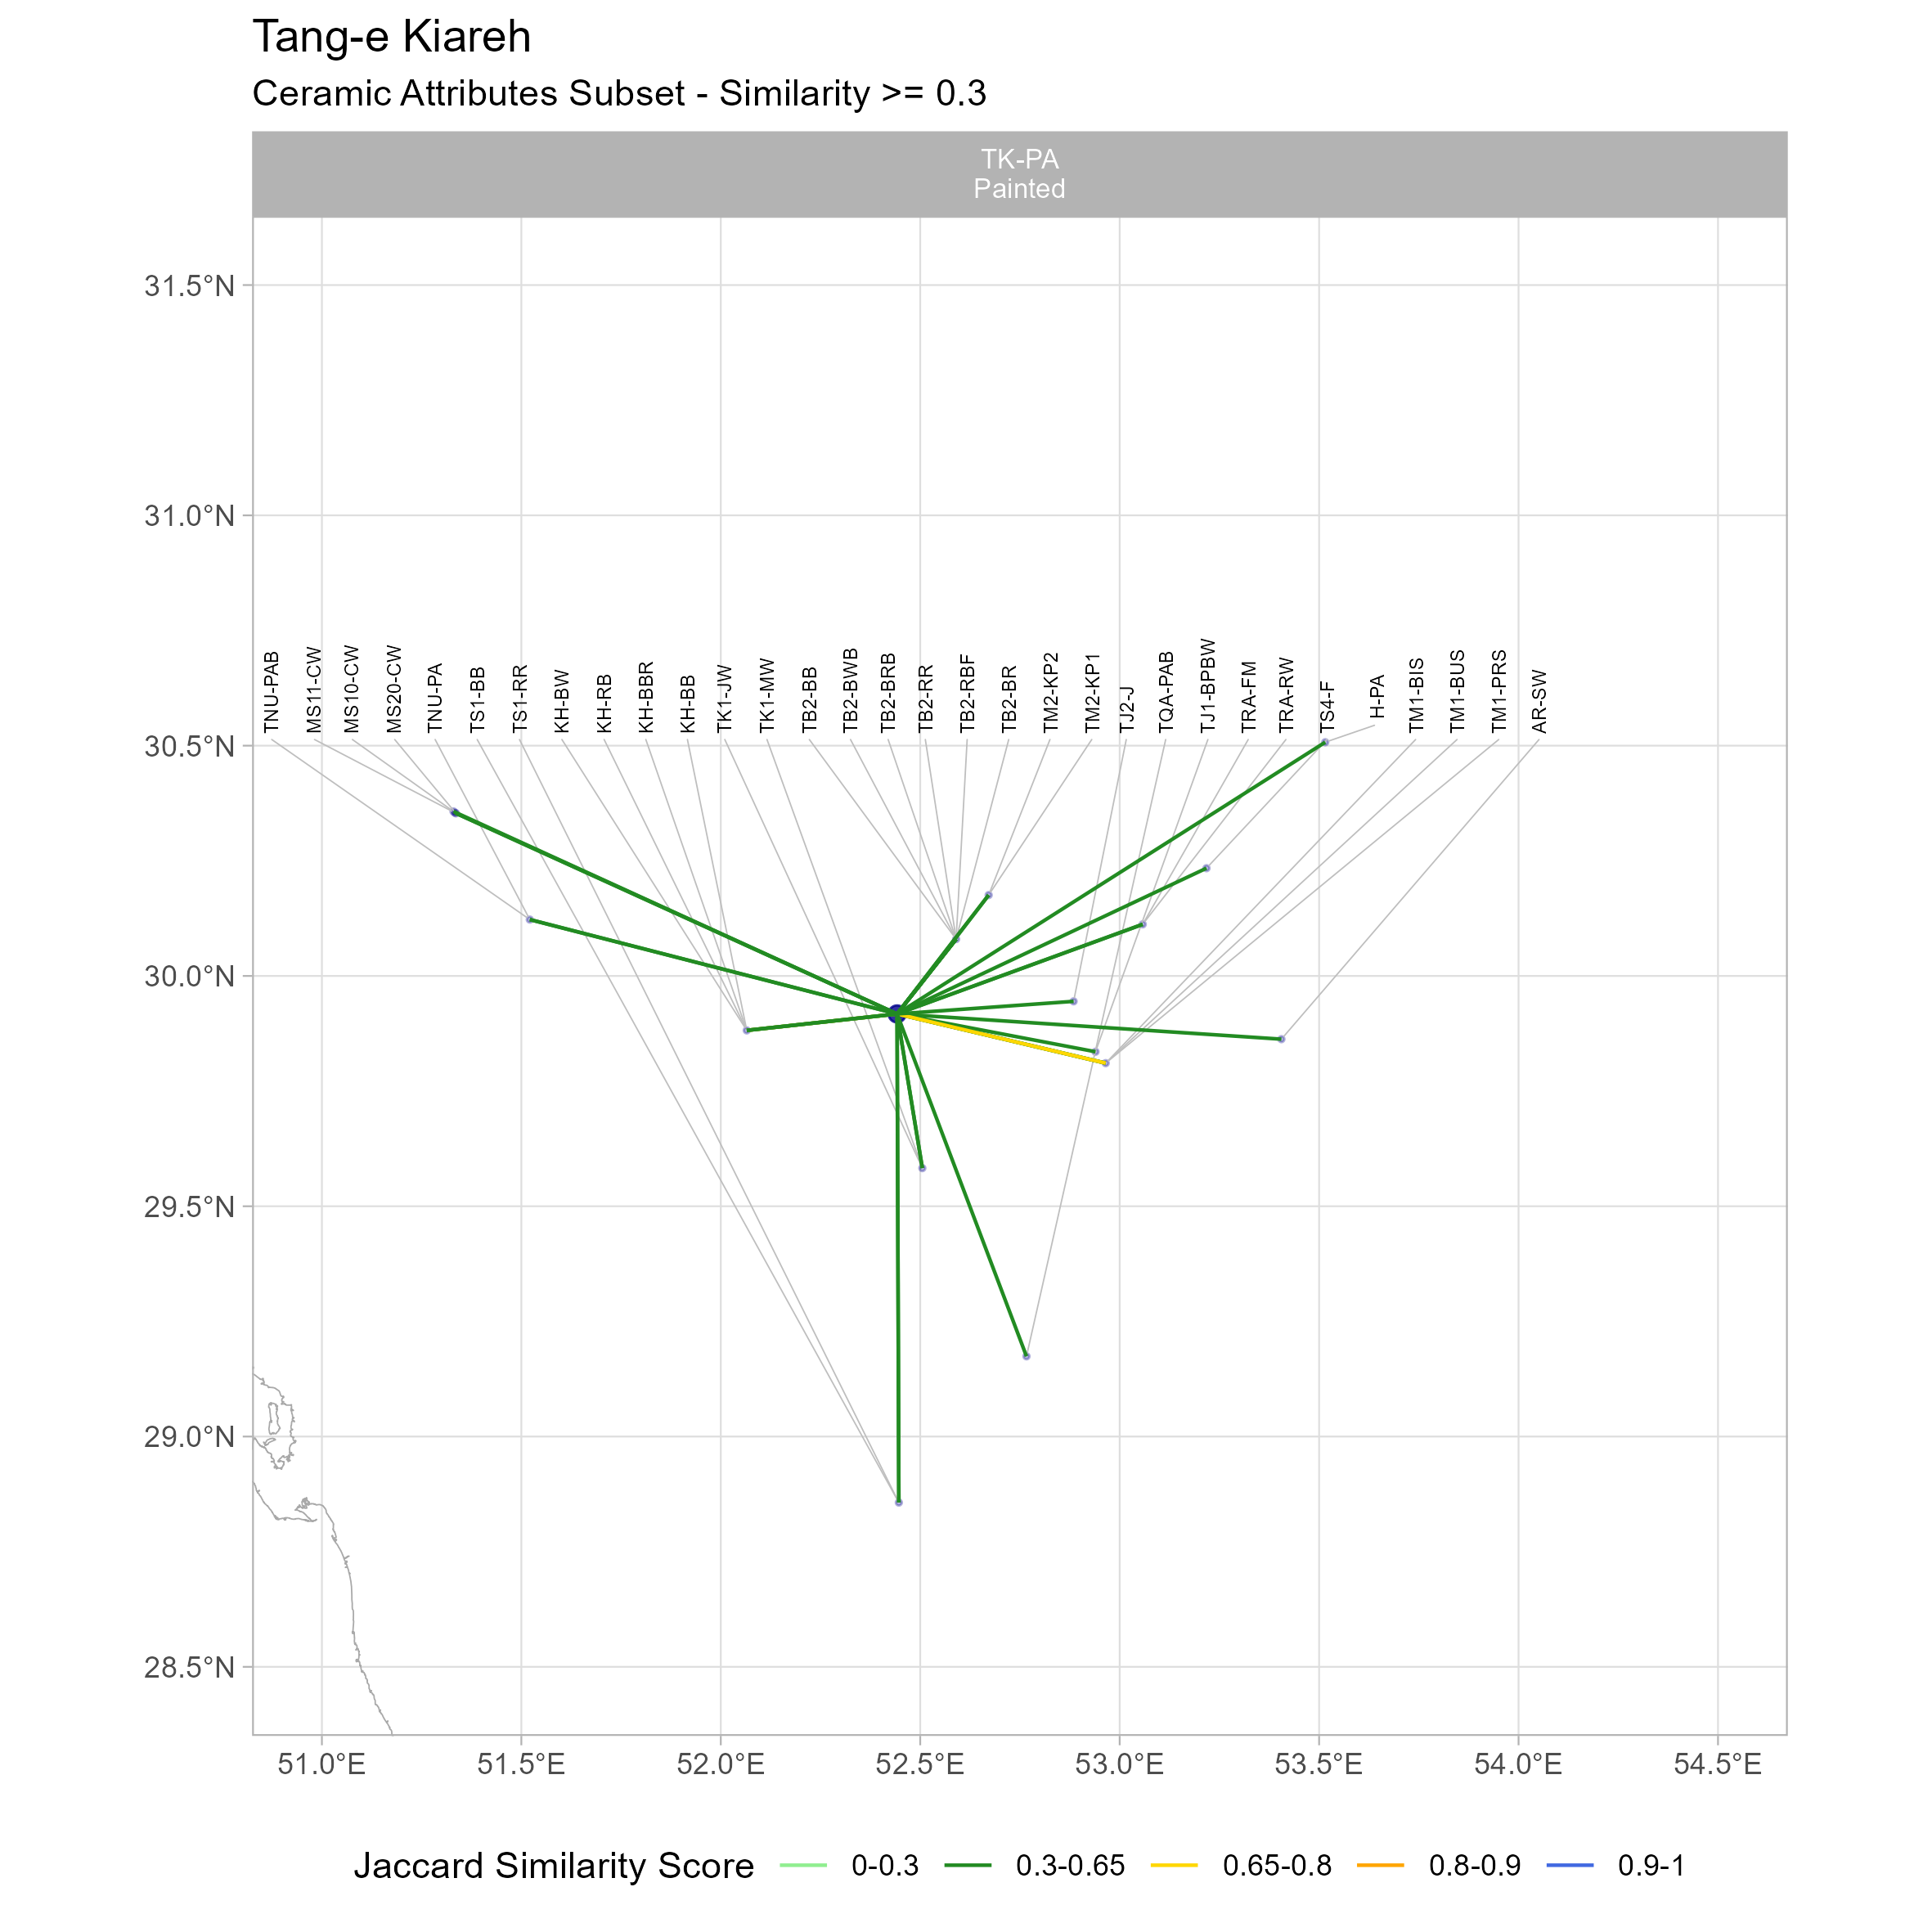 Tang-e Kiareh
Ceramic Attributes Subset - Similarity >= 0.3
TK-PA
Painted
31.5°N
31.0°N
30.5°N
30.0°N
29.5°N
29.0°N
28.5°N
TNU-PAB
MS11-CW
MS10-CW
MS20-CW
TNU-PA
TS1-BB
TS1-RR
KH-BW
KH-RB
KH-BBR
KH-BB
TK1-JW
TK1-MW
TB2-BB
TB2-BWB
TB2-BRB
TB2-RR
TB2-RBF
TB2-BR
TM2-KP2
TM2-KP1
TJ2-J
TQA-PAB
TJ1-BPBW
TRA-FM
TRA-RW
TS4-F
H-PA
TM1-BIS
TM1-BUS
TM1-PRS
AR-SW
51.0°E 51.5°E 52.0°E 52.5°E 53.0°E 53.5°E 54.0°E 54.5°E
Jaccard Similarity Score 0-0.3 0.3-0.65 0.65-0.8 0.8-0.9 0.9-1